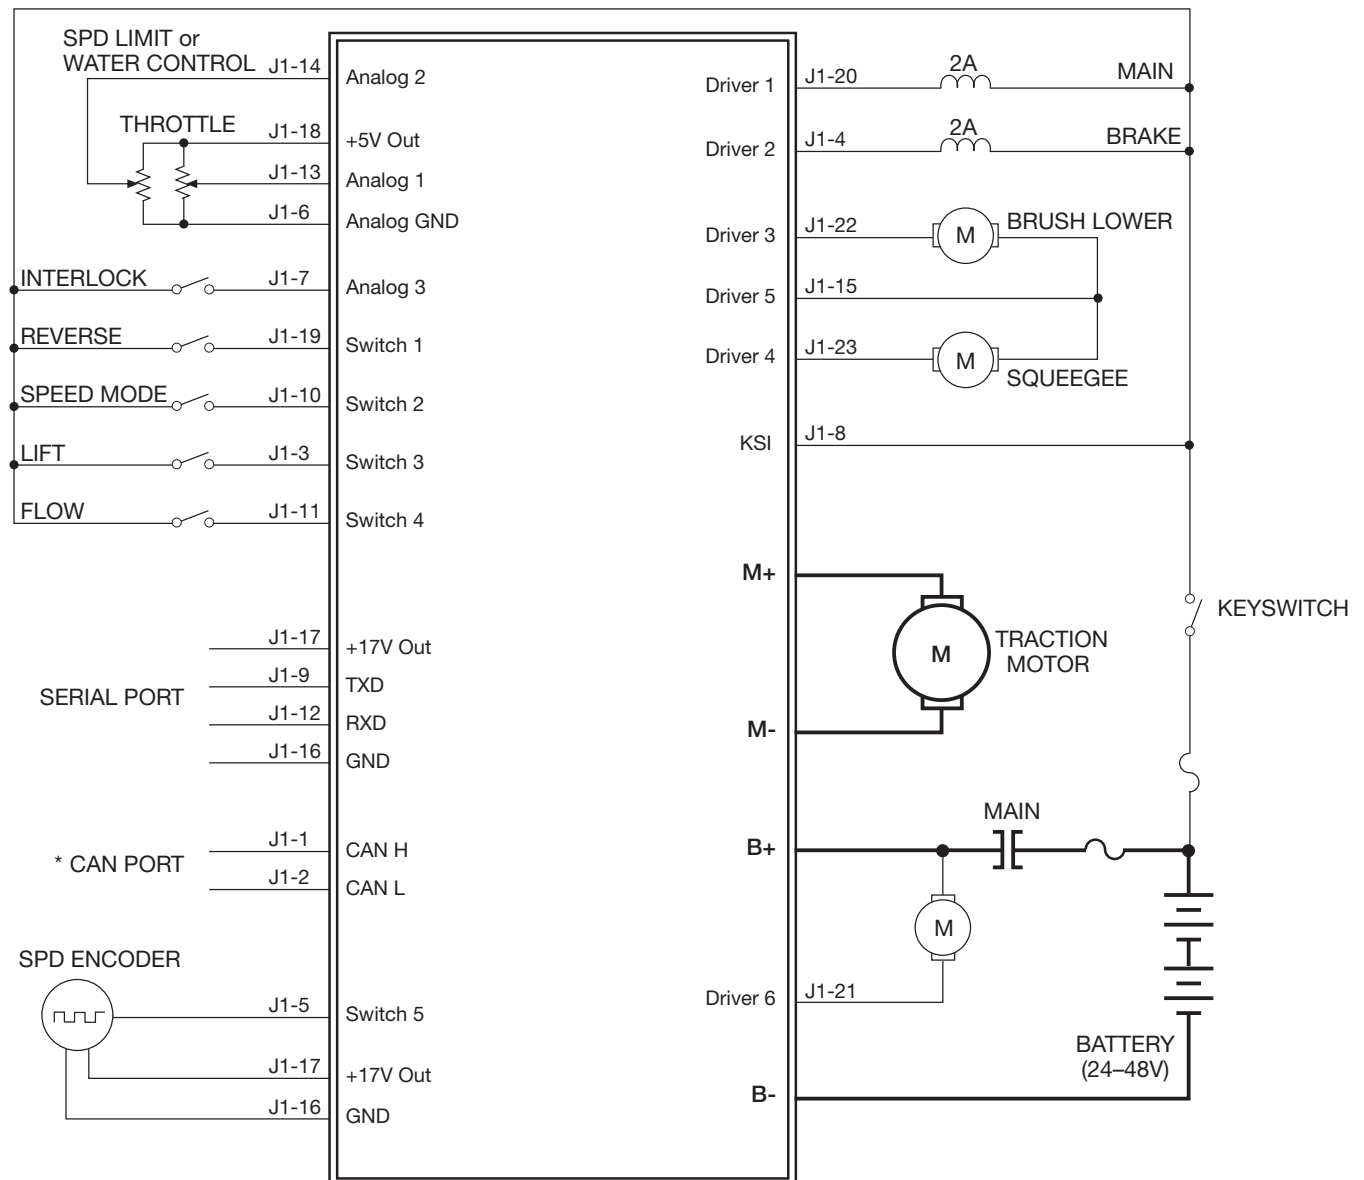 SPD LIMIT or
WATER CONTROL
J1-14
Analog 2
THROTTLE
J1-18
+5V Out
J1-13
Analog 1
J1-6
Analog GND
INTERLOCK
J1-7
Analog 3
REVERSE
J1-19
Switch 1
SPEED MODE
J1-10
Switch 2
LIFT
J1-3
Switch 3
FLOW
J1-11
Switch 4
SERIAL PORT
J1-17
+17V Out
J1-9
TXD
J1-12
RXD
J1-16
GND
* CAN PORT
J1-1
CAN H
J1-2
CAN L
SPD ENCODER
J1-5
Switch 5
J1-17
+17V Out
J1-16
GND
Driver 1
J1-20
2A
MAIN
Driver 2
J1-4
2A
BRAKE
Driver 3
J1-22
M
BRUSH LOWER
Driver 5
J1-15
Driver 4
J1-23
M
SQUEEGEE
KSI
J1-8
KEYSWITCH
M+
M
TRACTION
MOTOR
M-
MAIN
B+
M
Driver 6
J1-21
BATTERY
(24–48V)
B-